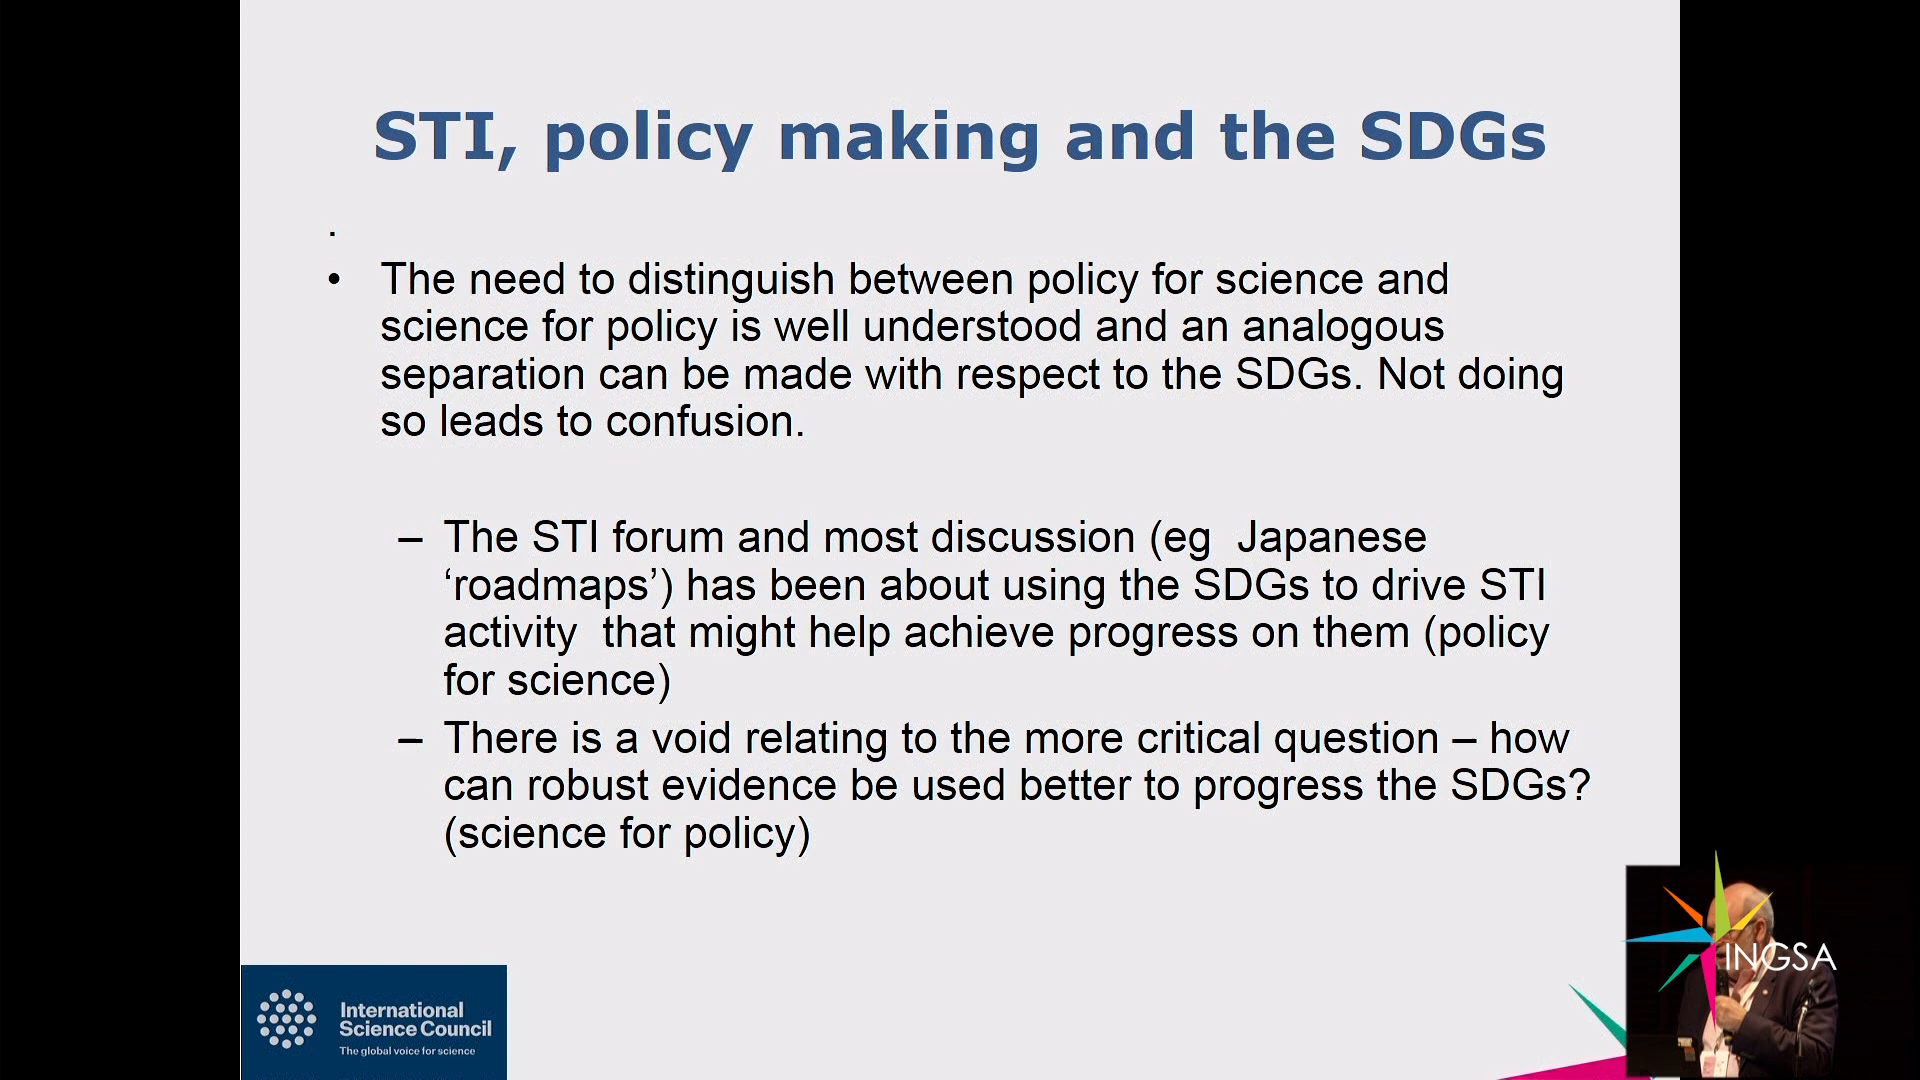 STI, policy making and the SDGs
.
• The need to distinguish between policy for science and
science for policy is well understood and an analogous
separation can be made with respect to the SDGs. Not doing
so leads to confusion.
– The STI forum and most discussion (eg  Japanese
‘roadmaps’) has been about using the SDGs to drive STI
activity  that might help achieve progress on them (policy
for science)
– There is a void relating to the more critical question – how
can robust evidence be used better to progress the SDGs?
(science for policy)
International
Science Council
The global voice for science
INGSA